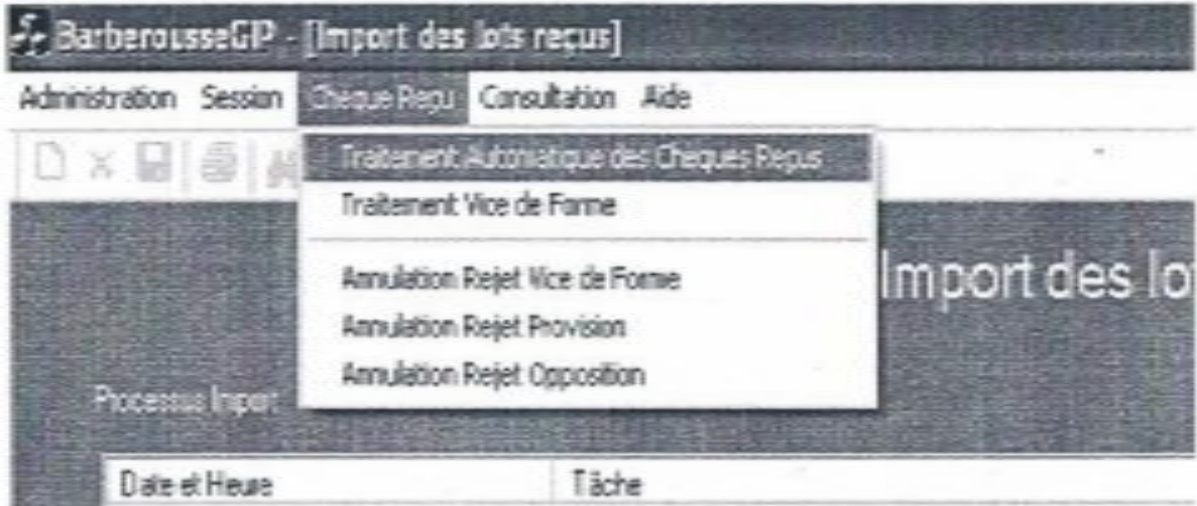 BarberousseGIP - [Import des lots reçus]
Administration Session Cheque Reçu Consultation Aide
Traitement Automatique des Cheques Reçus
Traitement Vice de Forme
Annulation Rejet Vice de Forme
Import des lo
Annulation Rejet Provision
Annulation Rejet Opposition
Processus Import
Date et Heure Tâche